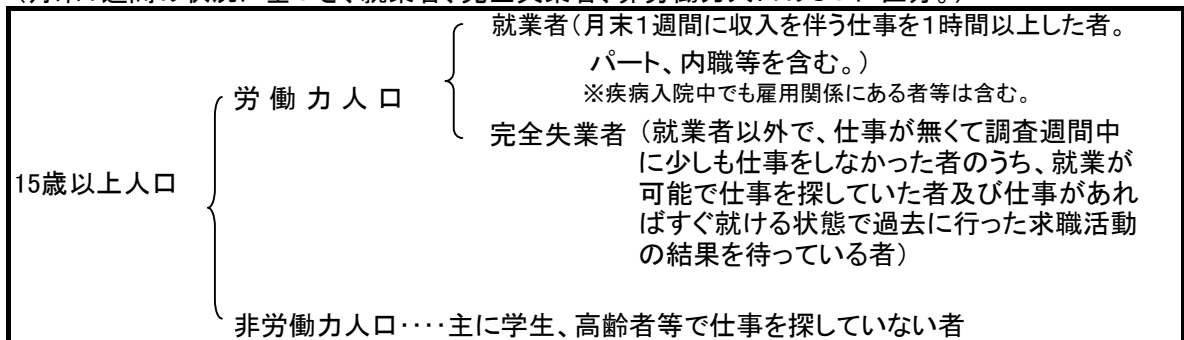 就業者(月末1週間に収入を伴う仕事を1時間以上した者。
パート、内職等を含む。)
労 働 力 人 口
※疾病入院中でも雇用関係にある者等は含む。
完全失業者 (就業者以外で、仕事が無くて調査週間中
に少しも仕事をしなかった者のうち、就業が
15歳以上人口
可能で仕事を探していた者及び仕事があれ
ばすぐ就ける状態で過去に行った求職活動
の結果を待っている者)
非労働力人口‥‥主に学生、高齢者等で仕事を探していない者